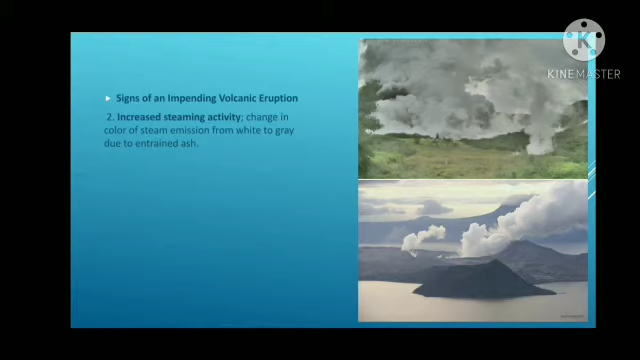 KINEMASTER
Signs of an Impending Volcanic Eruption
2. Increased steaming activity; change in
color of steam emission from white to gray
due to entrained ash.